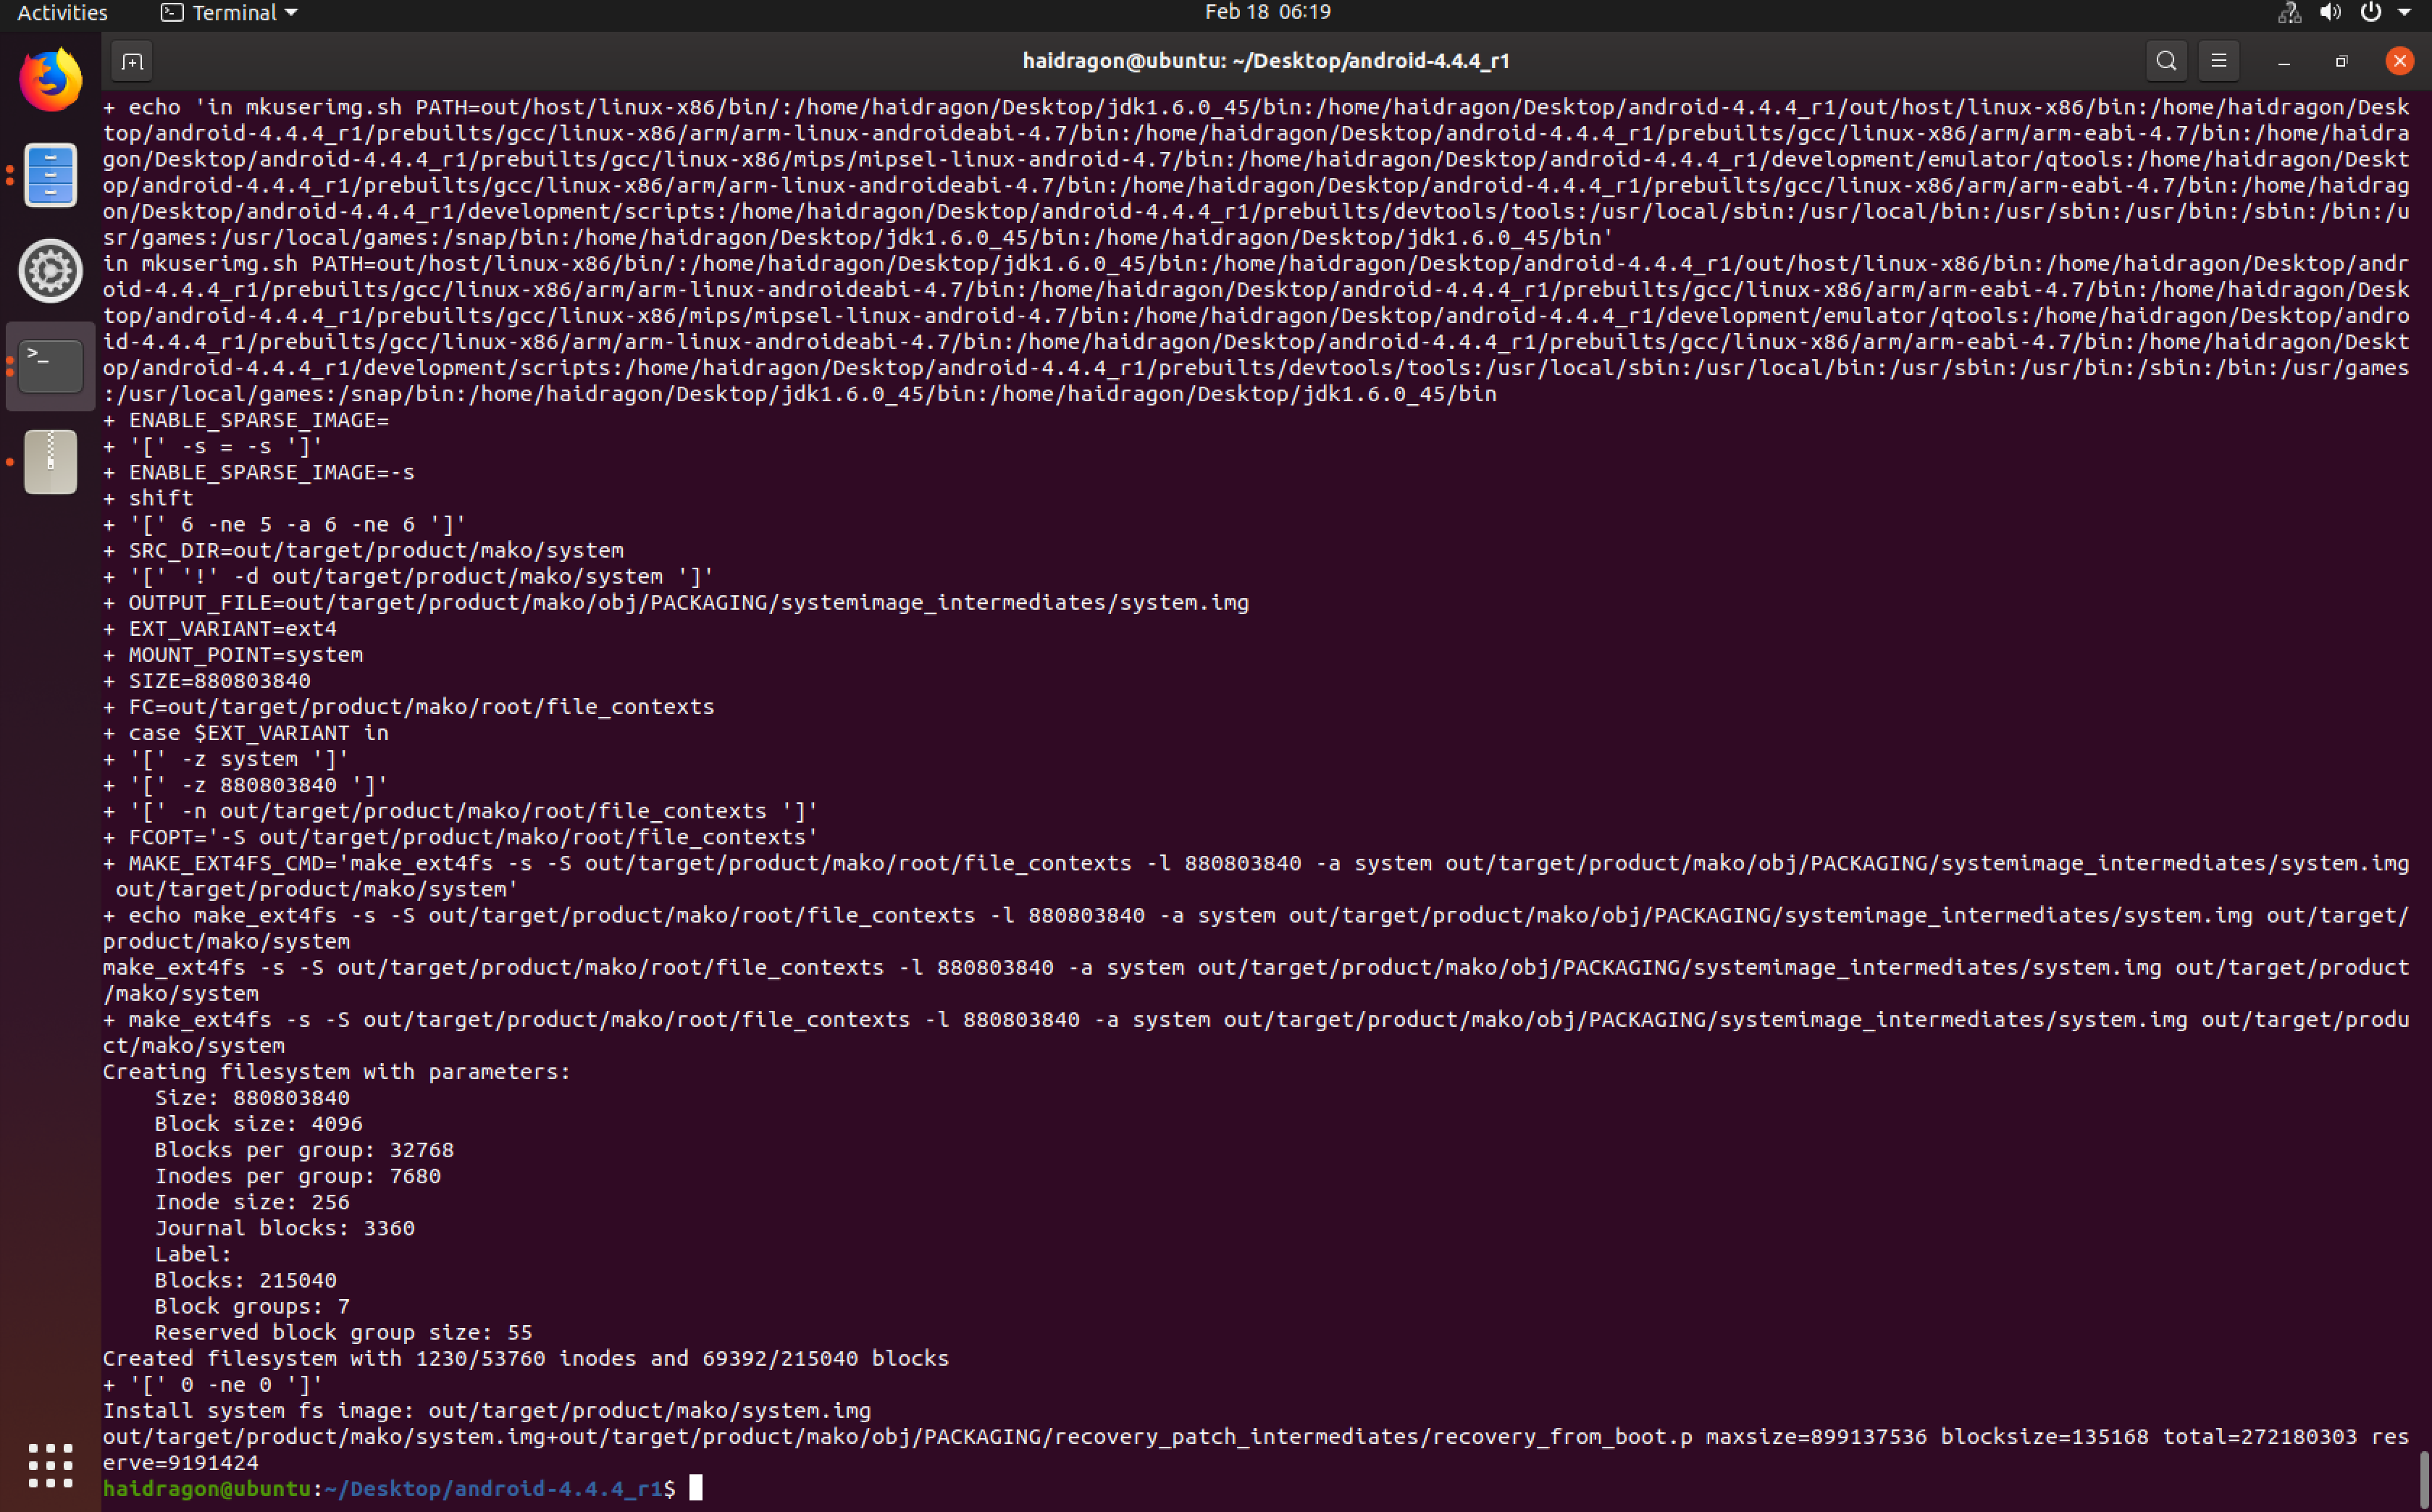 Activities
Terminal
Feb 18 06:19
haidragon@ubuntu: ~/Desktop/android-4.4.4_r1
+ echo 'in mkuserimg.sh PATH=out/host/linux-x86/bin/:/home/haidragon/Desktop/jdk1.6.0_45/bin:/home/haidragon/Desktop/android-4.4.4_r1/out/host/linux-x86/bin:/home/haidragon/Desk
top/android-4.4.4_r1/prebuilts/gcc/linux-x86/arm/arm-linux-androideabi-4.7/bin:/home/haidragon/Desktop/android-4.4.4_r1/prebuilts/gcc/linux-x86/arm/arm-eabi-4.7/bin:/home/haidra
gon/Desktop/android-4.4.4_r1/prebuilts/gcc/linux-x86/mips/mipsel-linux-android-4.7/bin:/home/haidragon/Desktop/android-4.4.4_r1/development/emulator/qtools:/home/haidragon/Deskt
op/android-4.4.4_r1/prebuilts/gcc/linux-x86/arm/arm-linux-androideabi-4.7/bin:/home/haidragon/Desktop/android-4.4.4_r1/prebuilts/gcc/linux-x86/arm/arm-eabi-4.7/bin:/home/haidrag
on/Desktop/android-4.4.4_r1/development/scripts:/home/haidragon/Desktop/android-4.4.4_r1/prebuilts/devtools/tools:/usr/local/sbin:/usr/local/bin:/usr/sbin:/usr/bin:/sbin:/bin:/u
sr/games:/usr/local/games:/snap/bin:/home/haidragon/Desktop/jdk1.6.0_45/bin:/home/haidragon/Desktop/jdk1.6.0_45/bin'
in mkuserimg.sh PATH=out/host/linux-x86/bin/:/home/haidragon/Desktop/jdk1.6.0_45/bin:/home/haidragon/Desktop/android-4.4.4_r1/out/host/linux-x86/bin:/home/haidragon/Desktop/andr
oid-4.4.4_r1/prebuilts/gcc/linux-x86/arm/arm-linux-androideabi-4.7/bin:/home/haidragon/Desktop/android-4.4.4_r1/prebuilts/gcc/linux-x86/arm/arm-eabi-4.7/bin:/home/haidragon/Desk
top/android-4.4.4_r1/prebuilts/gcc/linux-x86/mips/mipsel-linux-android-4.7/bin:/home/haidragon/Desktop/android-4.4.4_r1/development/emulator/qtools:/home/haidragon/Desktop/andro
id-4.4.4_r1/prebuilts/gcc/linux-x86/arm/arm-linux-androideabi-4.7/bin:/home/haidragon/Desktop/android-4.4.4_r1/prebuilts/gcc/linux-x86/arm/arm-eabi-4.7/bin:/home/haidragon/Deskt
op/android-4.4.4_r1/development/scripts:/home/haidragon/Desktop/android-4.4.4_r1/prebuilts/devtools/tools:/usr/local/sbin:/usr/local/bin:/usr/sbin:/usr/bin:/sbin:/bin:/usr/games
:/usr/local/games:/snap/bin:/home/haidragon/Desktop/jdk1.6.0_45/bin:/home/haidragon/Desktop/jdk1.6.0_45/bin
+ ENABLE_SPARSE_IMAGE=
+ '[' -s = -s ']'
+ ENABLE_SPARSE_IMAGE=-s
+ shift
+ '[' 6 -ne 5 -a 6 -ne 6 ']'
+ SRC_DIR=out/target/product/mako/system
+ '[' '!' -d out/target/product/mako/system ']'
+ OUTPUT_FILE=out/target/product/mako/obj/PACKAGING/systemimage_intermediates/system.img
+ EXT_VARIANT=ext4
+ MOUNT_POINT=system
+ SIZE=880803840
+ FC=out/target/product/mako/root/file_contexts
+ case $EXT_VARIANT in
+ '[' -z system ']'
+ '[' -z 880803840 ']'
+ '[' -n out/target/product/mako/root/file_contexts ']'
+ FCOPT='-S out/target/product/mako/root/file_contexts'
+ MAKE_EXT4FS_CMD='make_ext4fs -s -S out/target/product/mako/root/file_contexts -l 880803840 -a system out/target/product/mako/obj/PACKAGING/systemimage_intermediates/system.img
out/target/product/mako/system'
+ echo make_ext4fs -s -S out/target/product/mako/root/file_contexts -l 880803840 -a system out/target/product/mako/obj/PACKAGING/systemimage_intermediates/system.img out/target/
product/mako/system
make_ext4fs -s -S out/target/product/mako/root/file_contexts -l 880803840 -a system out/target/product/mako/obj/PACKAGING/systemimage_intermediates/system.img out/target/product
/mako/system
+ make_ext4fs -s -S out/target/product/mako/root/file_contexts -l 880803840 -a system out/target/product/mako/obj/PACKAGING/systemimage_intermediates/system.img out/target/produ
ct/mako/system
Creating filesystem with parameters:
Size: 880803840
Block size: 4096
Blocks per group: 32768
Inodes per group: 7680
Inode size: 256
Journal blocks: 3360
Label:
Blocks: 215040
Block groups: 7
Reserved block group size: 55
Created filesystem with 1230/53760 inodes and 69392/215040 blocks
+ '[' 0 -ne 0 ']'
Install system fs image: out/target/product/mako/system.img
out/target/product/mako/system.img+out/target/product/mako/obj/PACKAGING/recovery_patch_intermediates/recovery_from_boot.p maxsize=899137536 blocksize=135168 total=272180303 res
erve=9191424
haidragon@ubuntu:~/Desktop/android-4.4.4_r1$